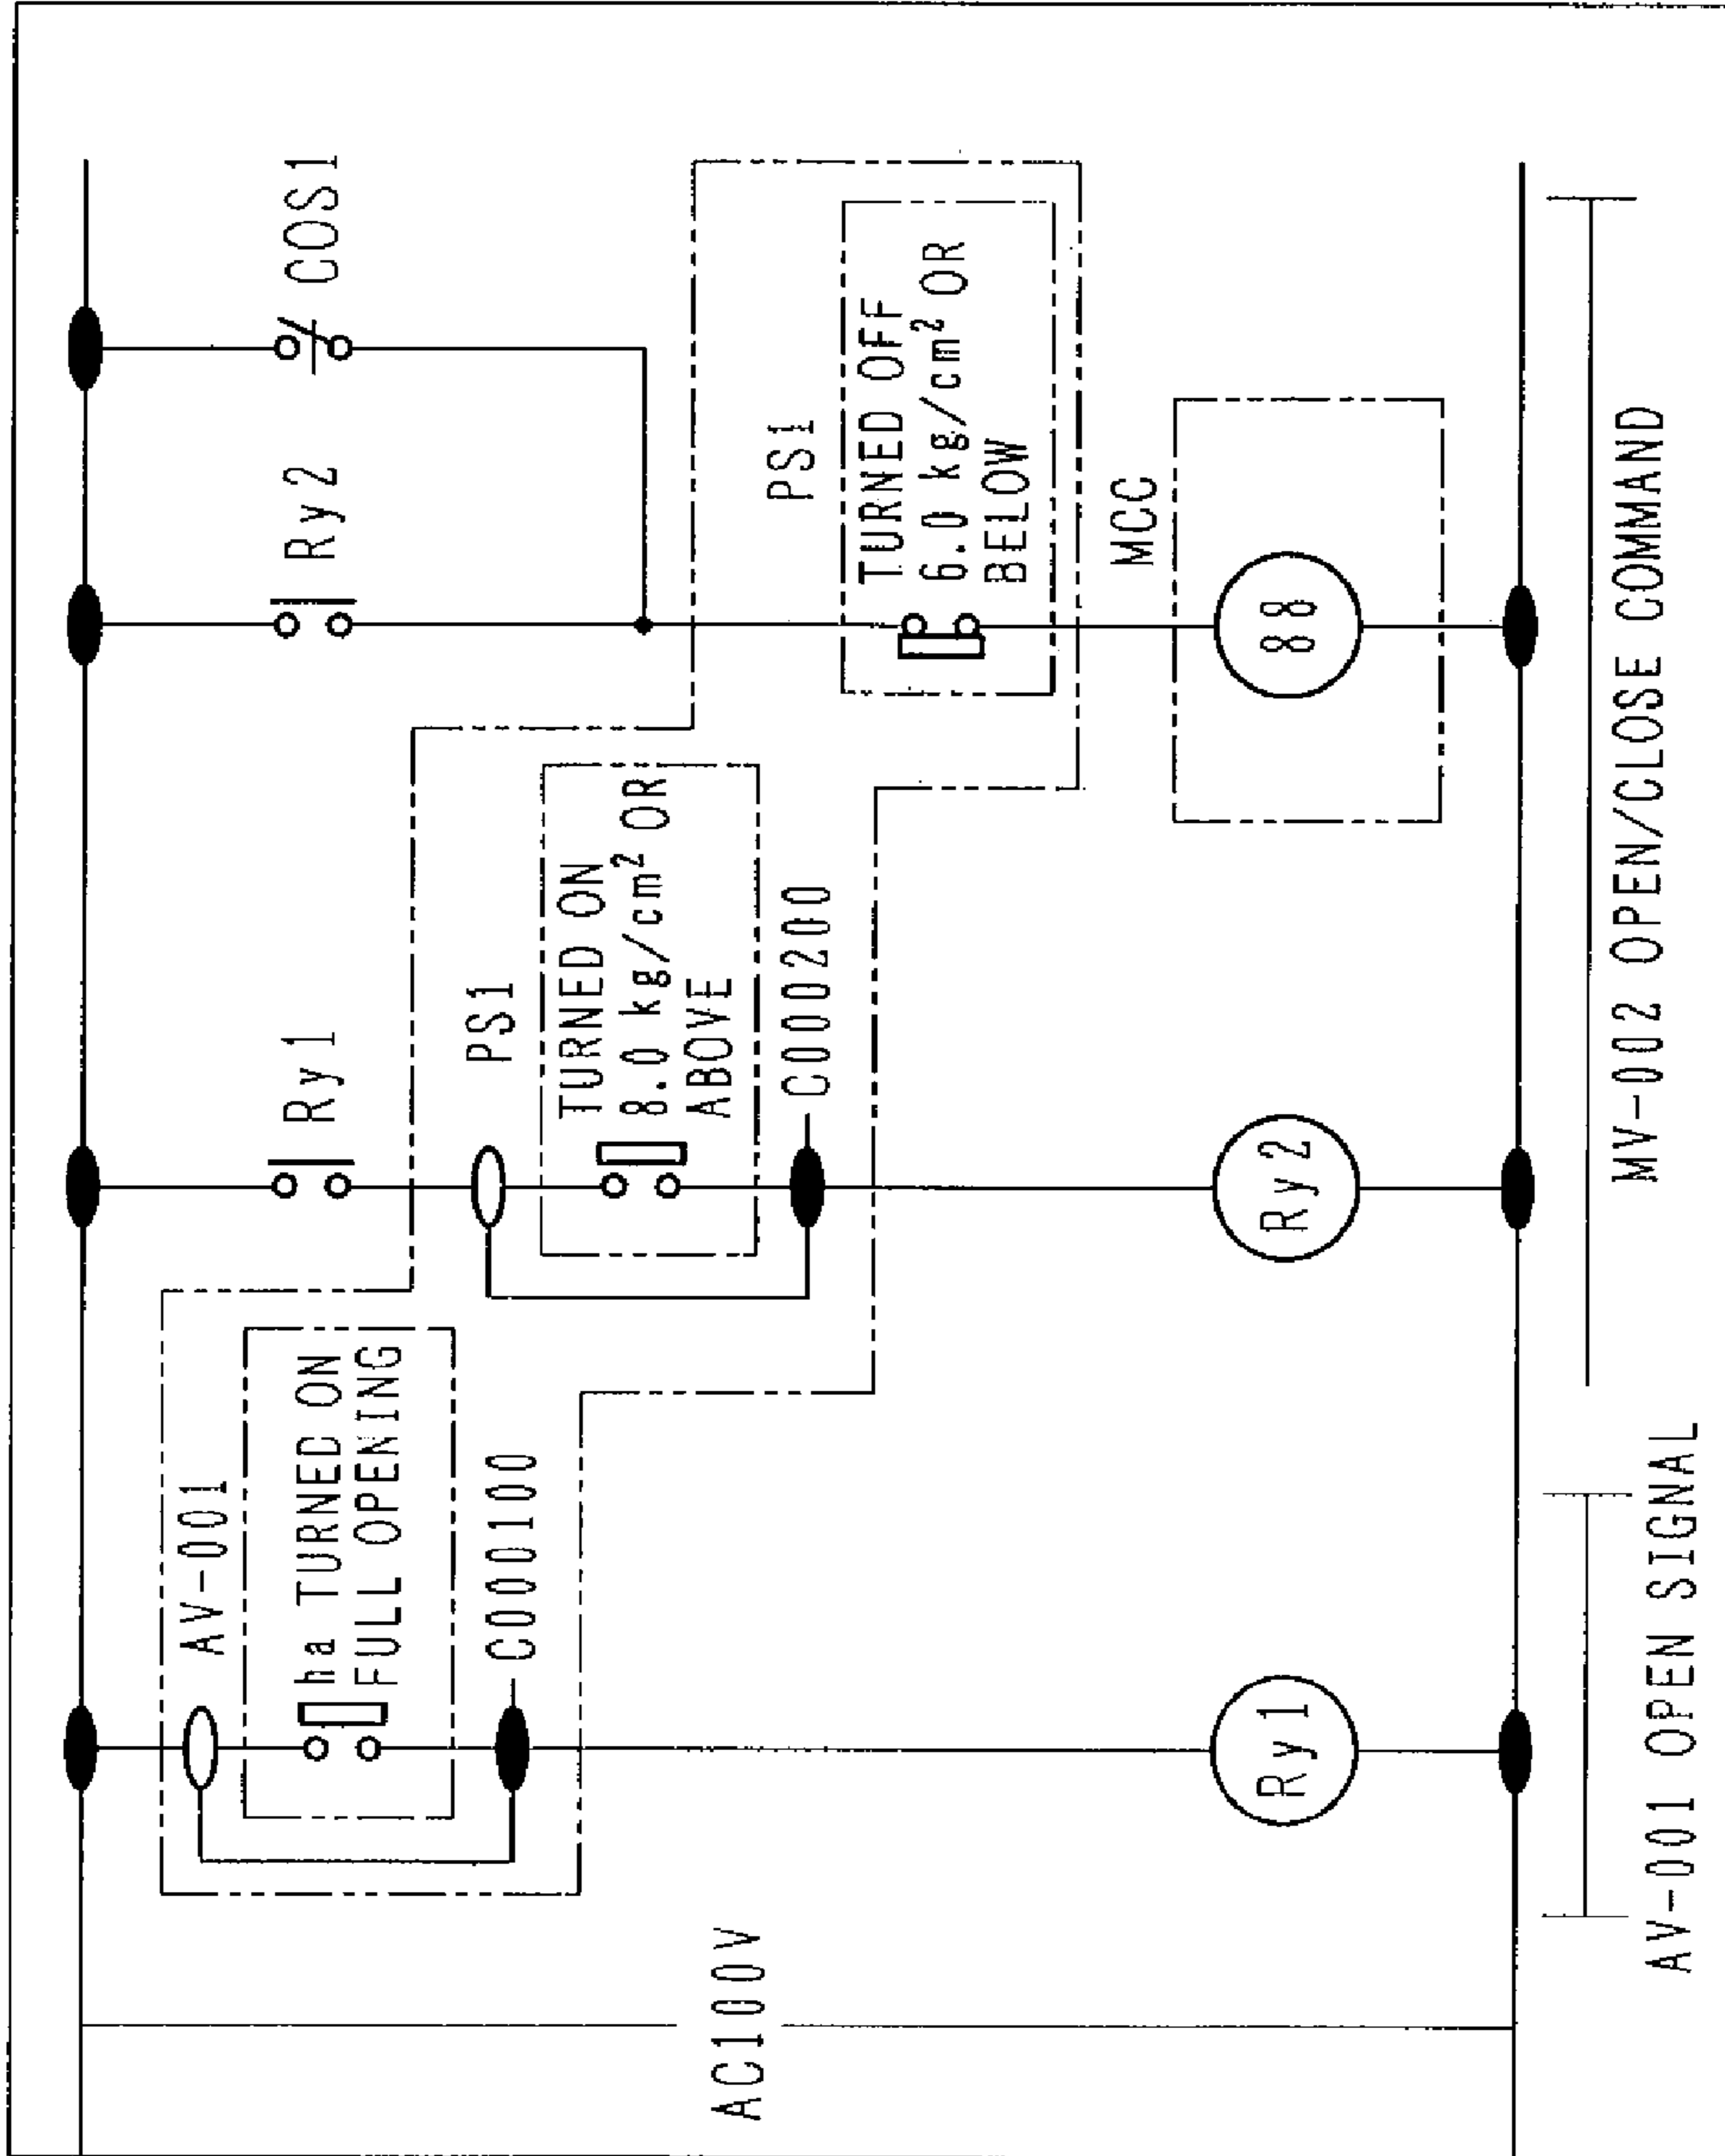 AC100V
AV-001
ha TURNED ON
FULL OPENING
C000100
Ry1
AV-001 OPEN SIGNAL
Ry1
PS1
TURNED ON
8.0 kg/cm² OR
ABOVE
C000200
Ry2
Ry2
COS1
PS1
TURNED OFF
6.0 kg/cm² OR
BELOW
MCC
88
MV-002 OPEN/CLOSE COMMAND